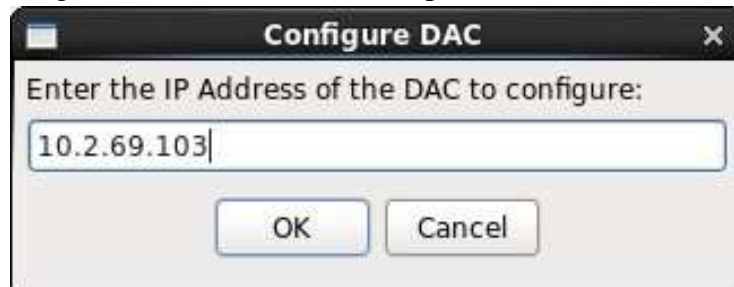 Configure DAC
Enter the IP Address of the DAC to configure:
10.2.69.103
OK Cancel